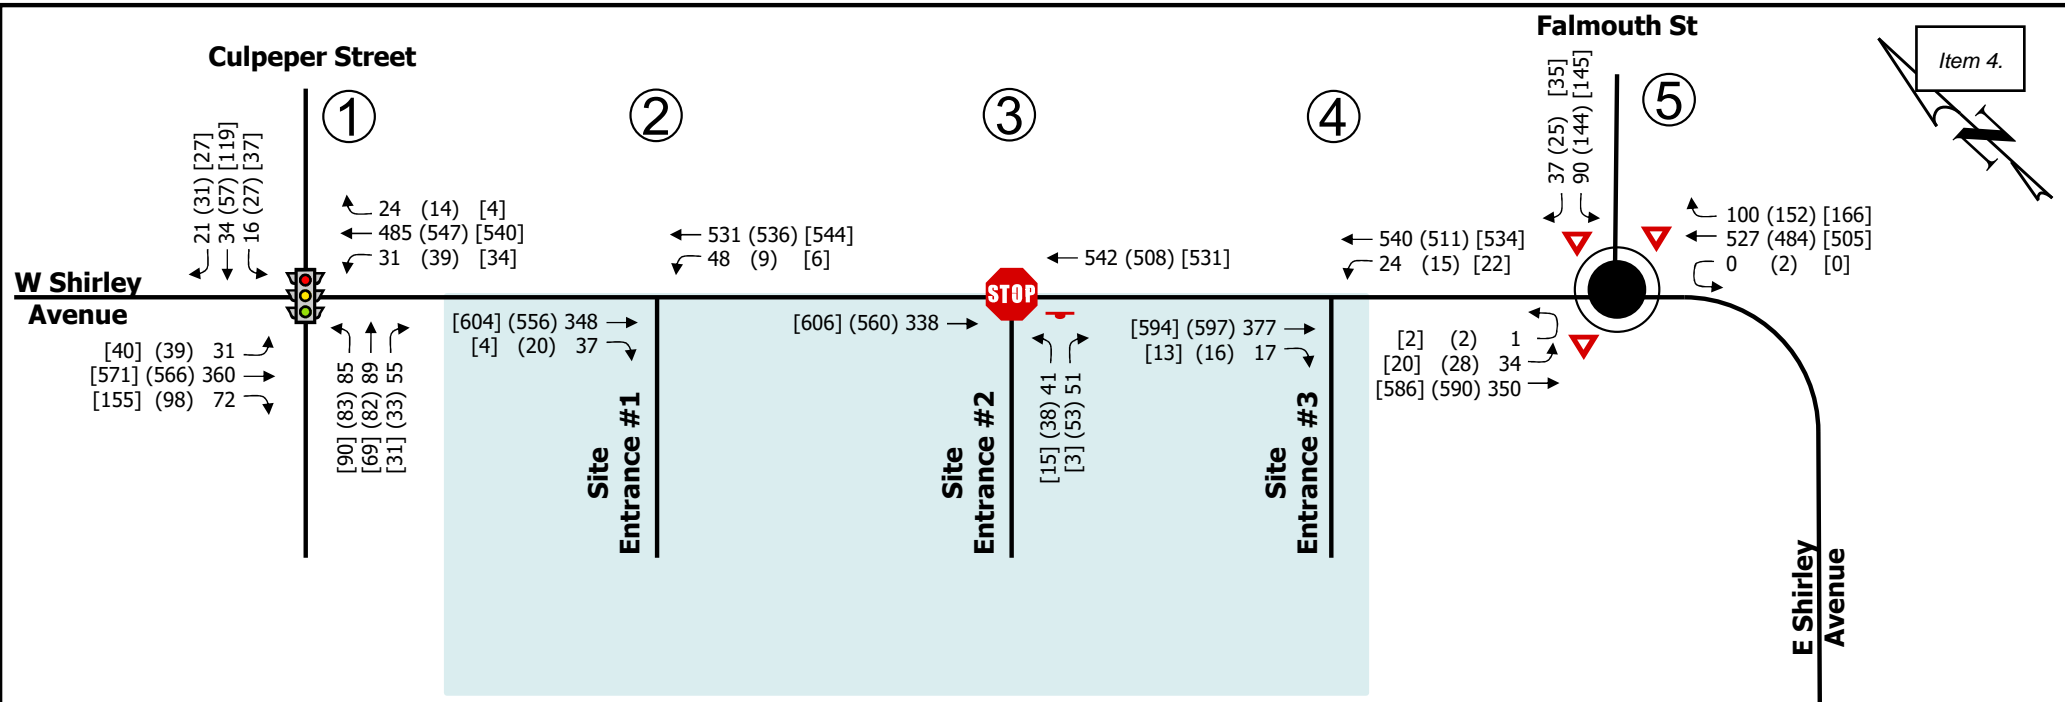 Falmouth St
Item 4.
Culpeper Street
1
2
3
4
5
21 (31) [27]
34 (57) [119]
16 (27) [37]
24 (14) [4]
485 (547) [540]
31 (39) [34]
531 (536) [544]
48 (9) [6]
542 (508) [531]
540 (511) [534]
24 (15) [22]
37 (25) [35]
90 (144) [145]
100 (152) [166]
527 (484) [505]
0 (2) [0]
N
W Shirley
Avenue
STOP
[40] (39) 31
[571] (566) 360
[155] (98) 72
[90] (83) 85
[69] (82) 89
[31] (33) 55
[604] (556) 348
[4] (20) 37
[606] (560) 338
[15] (38) 41
[3] (53) 51
[594] (597) 377
[13] (16) 17
[2] (2) 1
[20] (28) 34
[586] (590) 350
Site
Entrance #1
Site
Entrance #2
Site
Entrance #3
E Shirley
Avenue